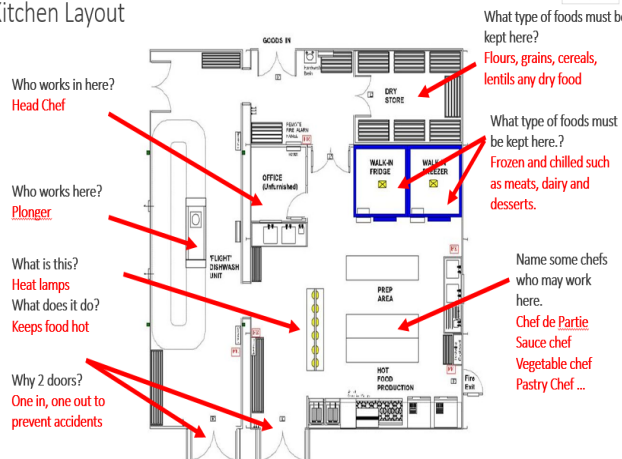 Kitchen Layout
What type of foods must be
kept here?
Flours, grains, cereals,
lentils any dry food
GOODS IN
Who works in here?
Head Chef
DRY
STORE
What type of foods must
be kept here.?
Frozen and chilled such
as meats, dairy and
desserts.
WALK-IN
FRIDGE
WALK-IN
FREEZER
OFFICE
(Unfurnished)
Who works here?
Plonger
'FLIGHT'
DISHWASH
UNIT
What is this?
Heat lamps
What does it do?
Keeps food hot
PREP
AREA
Name some chefs
who may work
here.
Chef de Partie
Sauce chef
Vegetable chef
Pastry Chef ...
HOT
FOOD
PRODUCTION
Fire
Exit
Why 2 doors?
One in, one out to
prevent accidents